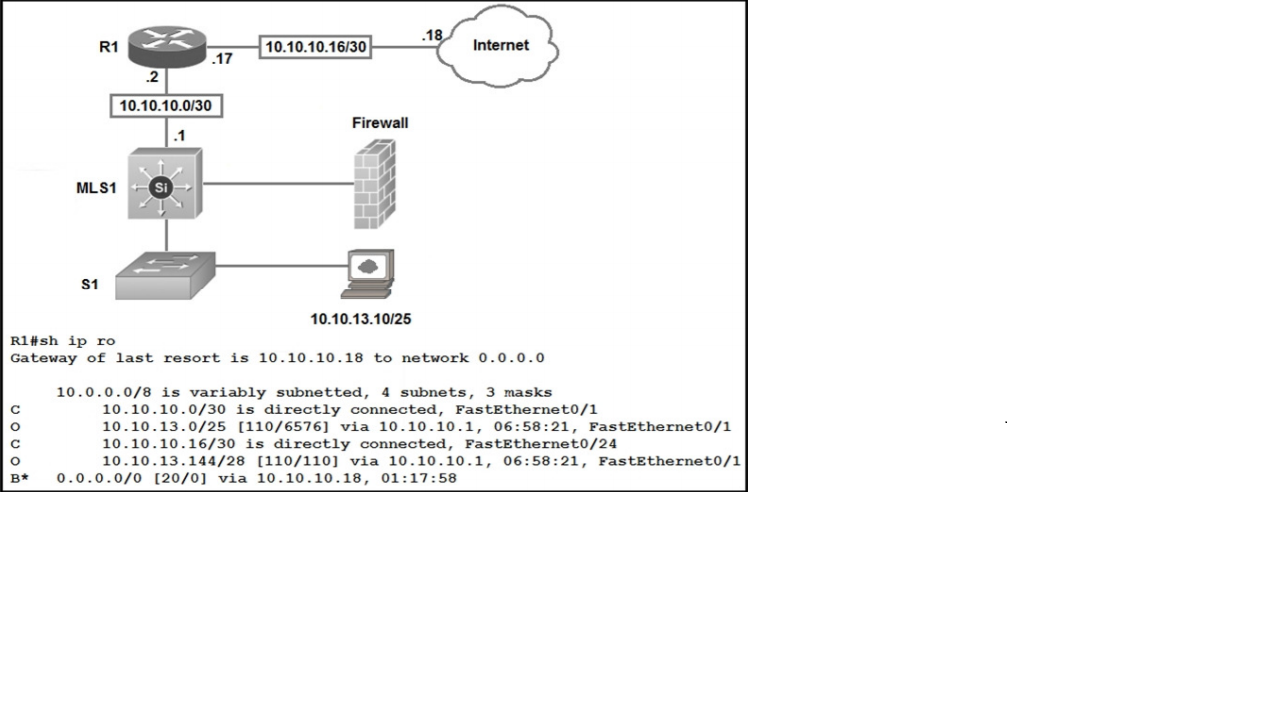 R1
.2
.17
10.10.10.16/30
.18
Internet
10.10.10.0/30
.1
Firewall
MLS1
Si
S1
10.10.13.10/25
R1#sh ip ro
Gateway of last resort is 10.10.10.18 to network 0.0.0.0
10.0.0.0/8 is variably subnetted, 4 subnets, 3 masks
C 10.10.10.0/30 is directly connected, FastEthernet0/1
O 10.10.13.0/25 [110/6576] via 10.10.10.1, 06:58:21, FastEthernet0/1
C 10.10.10.16/30 is directly connected, FastEthernet0/24
O 10.10.13.144/28 [110/110] via 10.10.10.1, 06:58:21, FastEthernet0/1
B* 0.0.0.0/0 [20/0] via 10.10.10.18, 01:17:58